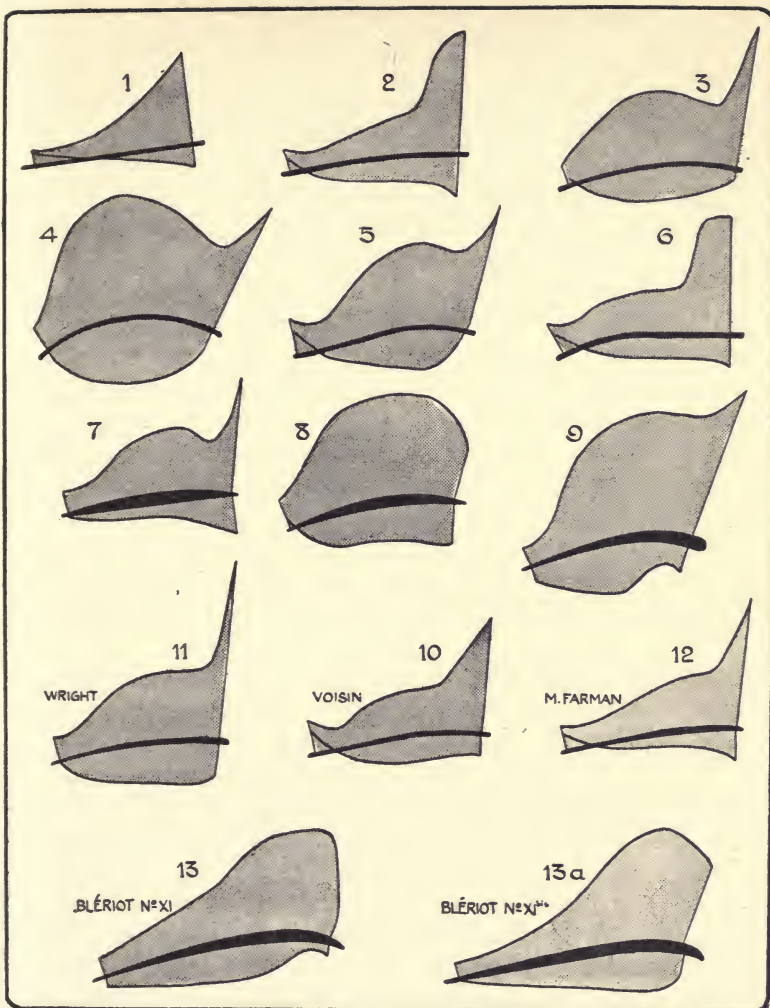 1
2
3
4
5
6
7
8
9
11
WRIGHT
10
VOISIN
12
M. FARMAN
13
BLÉRIOT Nº XI
13a
BLÉRIOT Nº XI bis